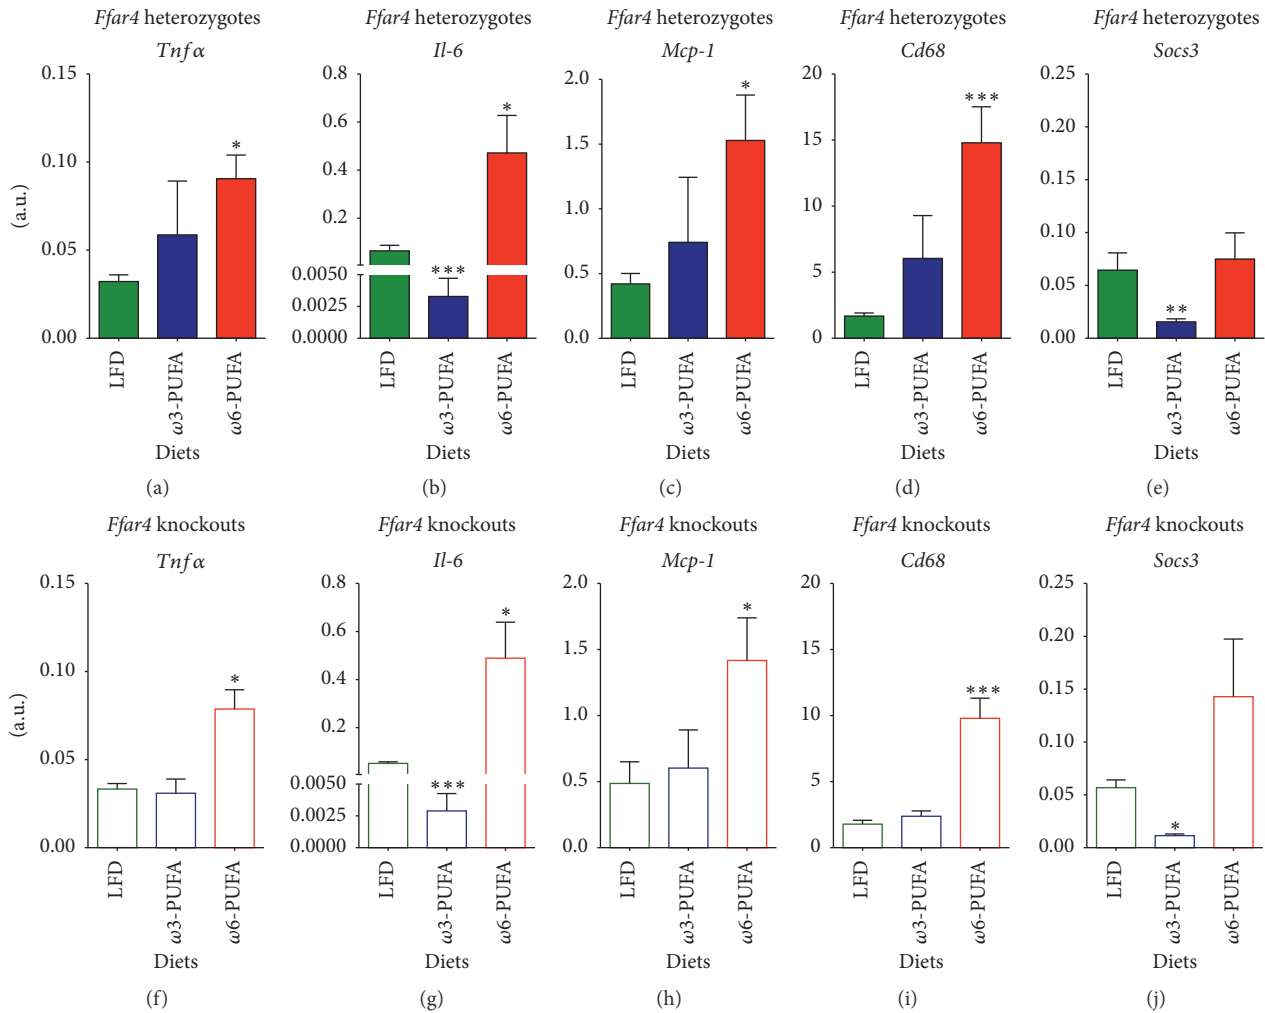 Ffar4 heterozygotes
Tnfα
(a.u.)
0.15
0.10
0.05
0.00
*
LFD
ω3-PUFA
ω6-PUFA
Diets
(a)
Ffar4 heterozygotes
Il-6
0.8
0.6
0.4
0.2
0.0050
0.0025
0.0000
***
*
LFD
ω3-PUFA
ω6-PUFA
Diets
(b)
Ffar4 heterozygotes
Mcp-1
2.0
1.5
1.0
0.5
0.0
*
LFD
ω3-PUFA
ω6-PUFA
Diets
(c)
Ffar4 heterozygotes
Cd68
20
15
10
5
0
***
LFD
ω3-PUFA
ω6-PUFA
Diets
(d)
Ffar4 heterozygotes
Socs3
0.25
0.20
0.15
0.10
0.05
0.00
**
LFD
ω3-PUFA
ω6-PUFA
Diets
(e)
Ffar4 knockouts
Tnfα
(a.u.)
0.15
0.10
0.05
0.00
*
LFD
ω3-PUFA
ω6-PUFA
Diets
(f)
Ffar4 knockouts
Il-6
0.8
0.6
0.4
0.2
0.0050
0.0025
0.0000
***
*
LFD
ω3-PUFA
ω6-PUFA
Diets
(g)
Ffar4 knockouts
Mcp-1
2.0
1.5
1.0
0.5
0.0
*
LFD
ω3-PUFA
ω6-PUFA
Diets
(h)
Ffar4 knockouts
Cd68
20
15
10
5
0
***
LFD
ω3-PUFA
ω6-PUFA
Diets
(i)
Ffar4 knockouts
Socs3
0.25
0.20
0.15
0.10
0.05
0.00
*
LFD
ω3-PUFA
ω6-PUFA
Diets
(j)